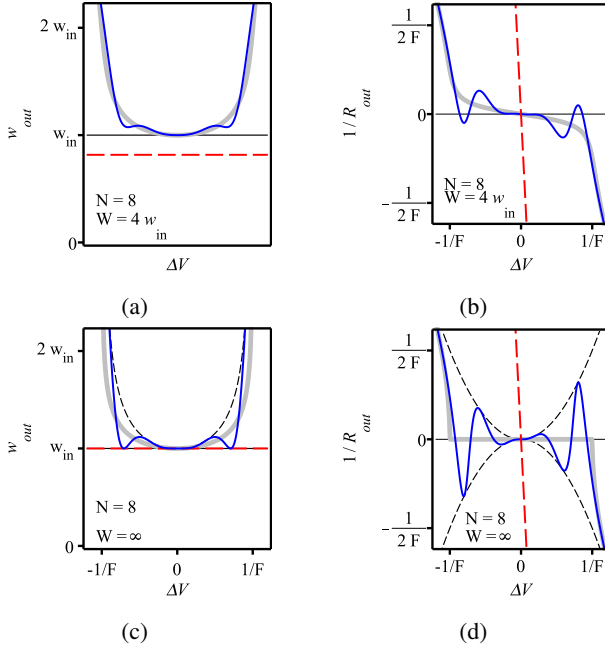 2 w_in
w_out
w_in
N = 8
W = 4 w_in
0
ΔV
(a)
1
2 F
1 / R_out
0
N = 8
W = 4 w_in
− 1
2 F
-1/F 0 1/F
ΔV
(b)
2 w_in
w_out
w_in
N = 8
W = ∞
0
-1/F 0 1/F
ΔV
(c)
1
2 F
1 / R_out
0
− 1
2 F
N = 8
W = ∞
-1/F 0 1/F
ΔV
(d)